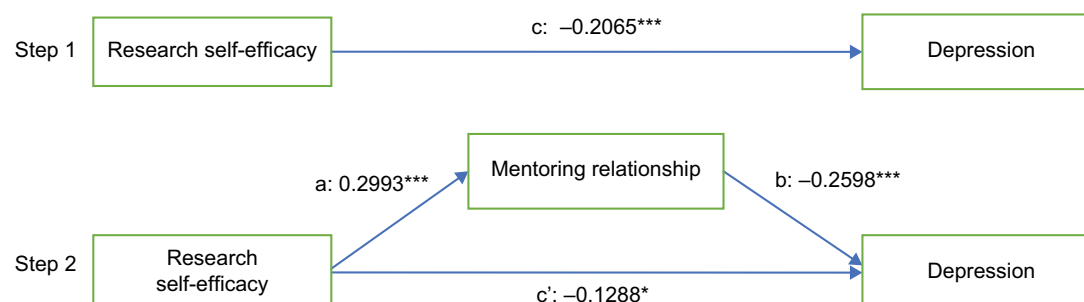 c: –0.2065***
Step 1
Research self-efficacy
Depression
Mentoring relationship
a: 0.2993***
b: –0.2598***
Step 2
Research
self-efficacy
Depression
c’: –0.1288*